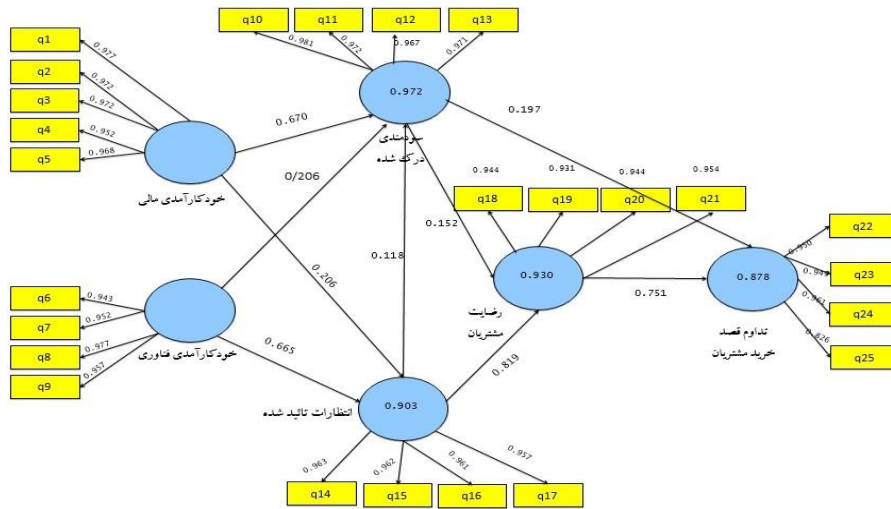 q10
q11
q12
q13
q1
q2
q3
q4
q5
0.977
0.972
0.972
0.952
0.968
0.981
0.972
0.967
0.971
0.972
سودمندی
درک شده
0.670
0.197
خودکارآمدی مالی
0/206
0.206
0.118
0.152
0.944
0.931
0.944
0.954
q18
q19
q20
q21
0.930
رضایت
مشتریان
0.751
0.878
تداوم قصد
خرید مشتریان
q22
q23
q24
q25
0.950
0.949
0.961
0.826
q6
q7
q8
q9
0.943
0.952
0.977
0.957
خودکارآمدی فناوری
0.665
0.819
0.903
انتظارات تائید شده
0.963
0.962
0.961
0.957
q14
q15
q16
q17